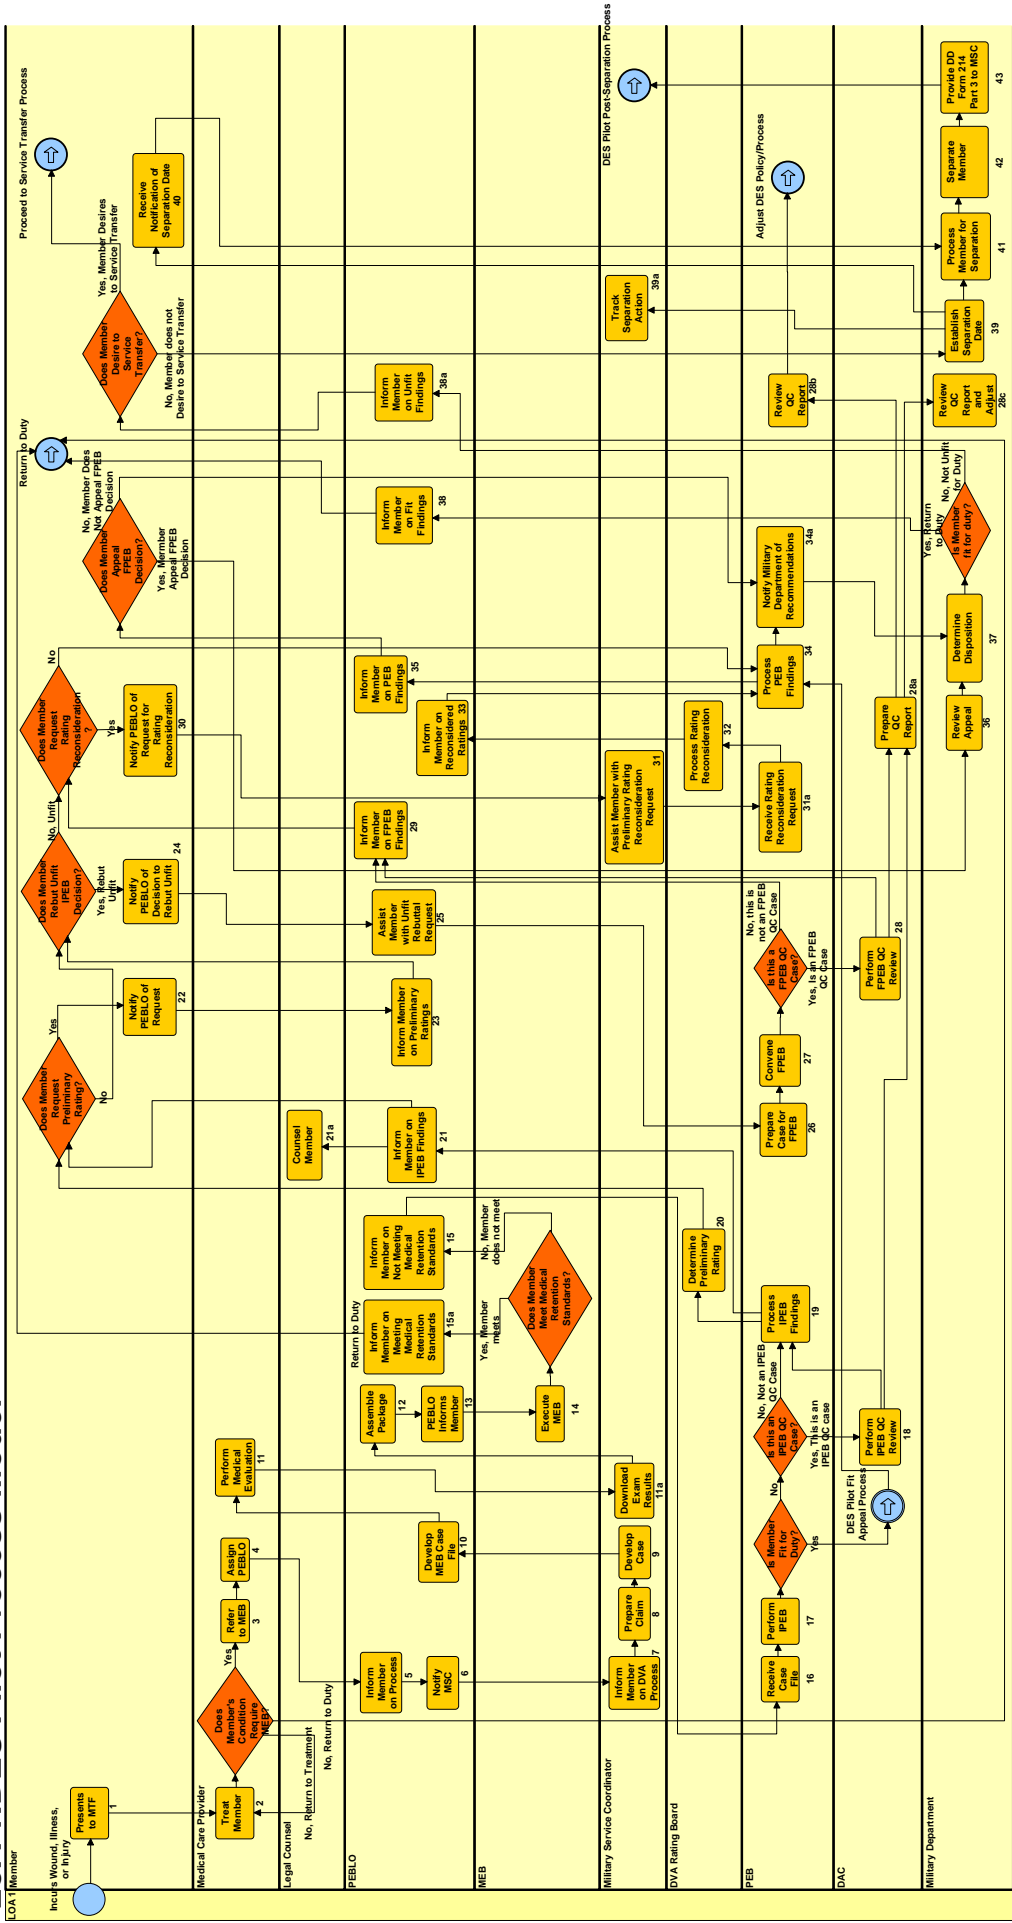 LOA 1
Member
Incurs Wound, Illness,
or Injury
Presents
to MTF
1
Does Member
Request
Preliminary
Rating?
Yes
No
Notify
PEBLO of
Request
22
Does Member
Rebut Unfit
IPEB
Decision?
No, Unfit
Yes, Rebut
Unfit
Notify
PEBLO of
Decision to
Rebut Unfit
24
Does Member
Request
Rating
Reconsideration
?
No
Yes
Notify PEBLO of
Request for
Rating
Reconsideration
30
Does Member
Appeal
FPEB
Decision?
No, Member Does
Not Appeal FPEB
Decision
Yes, Mermber
Appeal FPEB
Decision
Return to Duty
Does Member
Desire to
Service
Transfer?
Yes, Member Desires
to Service Transfer
No, Member does not
Desire to Service Transfer
Proceed to Service Transfer Process
Receive
Notification of
Separation Date
40
Medical Care Provider
Treat
Member
2
Does
Member's
Condition
Require
MEB?
Yes
No, Return to Treatment
No, Return to Duty
Refer
to MEB
3
Assign
PEBLO
4
Perform
Medical
Evaluation
11
Legal Counsel
Counsel
Member
21a
PEBLO
Inform
Member
on Process
5
Notify
MSC
6
Develop
MEB Case
File
10
Assemble
Package
12
PEBLO
Informs
Member
13
Return to Duty
Inform
Member on
Meeting
Medical
Retention
Standards
15a
Inform
Member on
Not Meeting
Medical
Retention
Standards
15
Inform
Member on
IPEB Findings
21
Inform Member
on Preliminary
Ratings
23
Assist
Member
with Unfit
Rebuttal
Request
25
Inform
Member
on FPEB
Findings
29
Inform
Member on
Reconsidered
Ratings
33
Inform
Member
on PEB
Findings
35
Inform
Member
on Fit
Findings
38
Inform
Member
on Unfit
Findings
38a
MEB
Execute
MEB
14
Does Member
Meet Medical
Retention
Standards?
Yes, Member
meets
No, Member
does not meet
Military Service Coordinator
Inform
Member
on DVA
Process
7
Prepare
Claim
8
Develop
Case
9
Download
Exam
Results
11a
Assist Member with
Preliminary Rating
Reconsideration
Request
31
Track
Separation
Action
39a
DES Pilot Post-Separation Process
DVA Rating Board
Determine
Preliminary
Rating
20
Process Rating
Reconsideration
32
PEB
Receive
Case
File
16
Perform
IPEB
17
Is Member
Fit for
Duty?
No
Yes
Is this an
IPEB QC
Case?
No, Not an IPEB
QC Case
Yes, This is an
IPEB QC case
Process
IPEB
Findings
19
Prepare
Case for
FPEB
26
Convene
FPEB
27
Is this a
FPEB QC
Case?
No, this is
not an FPEB
QC Case
Yes, Is an FPEB
QC Case
Receive Rating
Reconsideration
Request
31a
Process
PEB
Findings
34
Notify Military
Department of
Recommendations
34a
Review
QC
Report
28b
Adjust DES Policy/Process
DAC
DES Pilot Fit
Appeal Process
Perform
IPEB QC
Review
18
Perform
FPEB QC
Review
28
Prepare
QC
Report
28a
Military Department
Review
Appeal
36
Determine
Disposition
37
Is Member
fit for duty?
Yes, Return
to Duty
No, Not Unfit
for Duty
Review
QC
Report
and
Adjust
28c
Establish
Separation
Date
39
Process
Member for
Separation
41
Separate
Member
42
Provide DD
Form 214
Part 3 to MSC
43